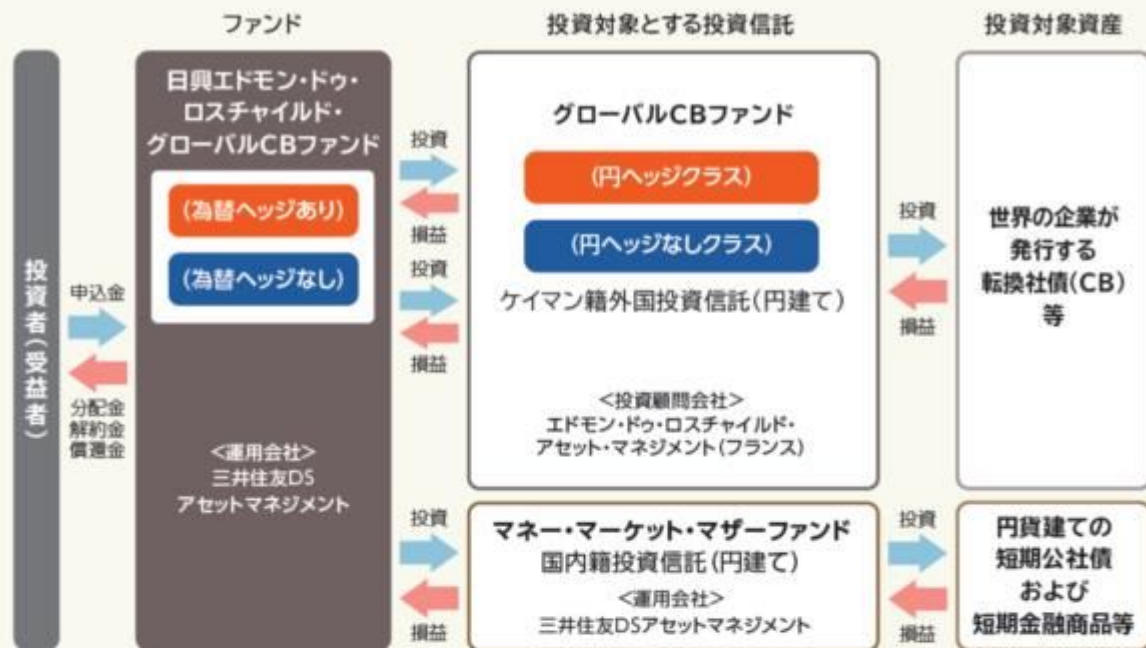 ファンド
投資対象とする投資信託
投資対象資産
投資者(受益者)
申込金
分配金
解約金
償還金
日興エドモン・ドゥ・
ロスチャイルド・
グローバルCBファンド
(為替ヘッジあり)
(為替ヘッジなし)
<運用会社>
三井住友DS
アセットマネジメント
投資
損益
投資
損益
グローバルCBファンド
(円ヘッジクラス)
(円ヘッジなしクラス)
ケイマン籍外国投資信託(円建て)
<投資顧問会社>
エドモン・ドゥ・ロスチャイルド・
アセット・マネジメント(フランス)
投資
損益
世界の企業が
発行する
転換社債(CB)
等
投資
損益
マネー・マーケット・マザーファンド
国内籍投資信託(円建て)
<運用会社>
三井住友DSアセットマネジメント
投資
損益
円貨建ての
短期公社債
および
短期金融商品等